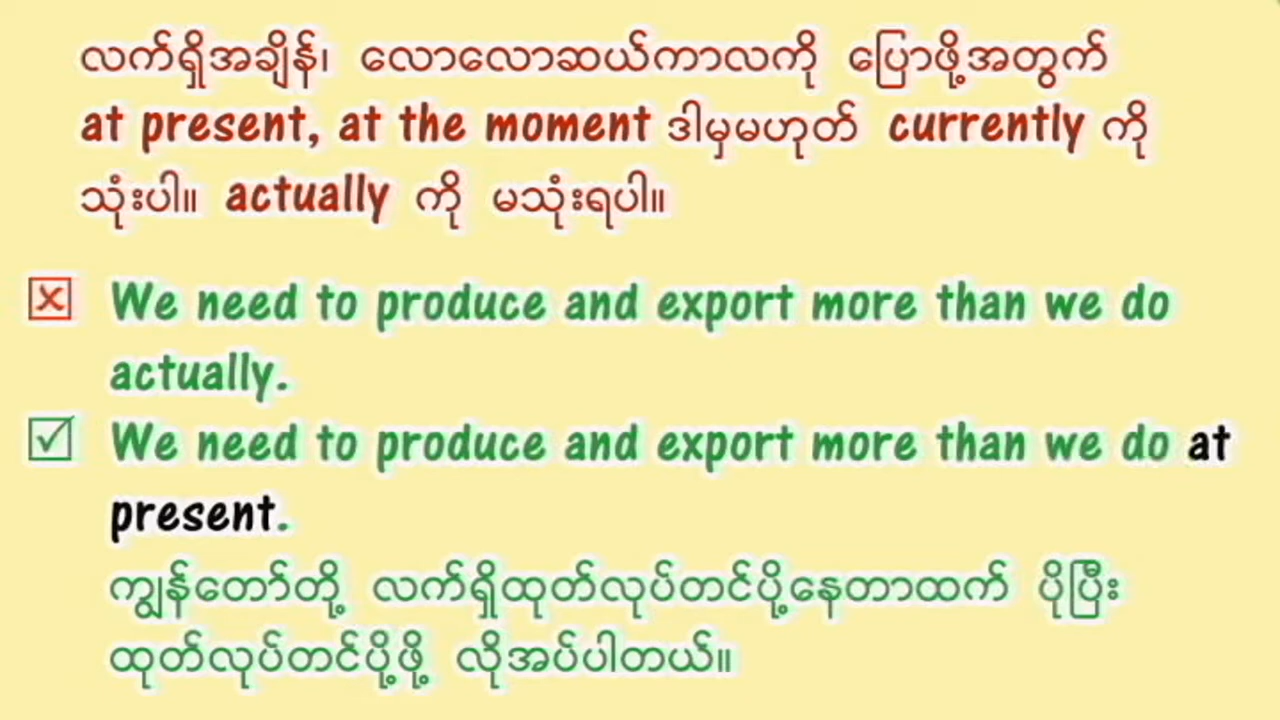 လက်ရှိအချိန်၊ လောလောဆယ်ကာလကို ပြောဖို့အတွက်
at present, at the moment ဒါမှမဟုတ် currently ကို
သုံးပါ။ actually ကို မသုံးရပါ။
We need to produce and export more than we do
actually.
We need to produce and export more than we do at
present.
ကျွန်တော်တို့ လက်ရှိထုတ်လုပ်တင်ပို့နေတာထက် ပိုပြီး
ထုတ်လုပ်တင်ပို့ဖို့ လိုအပ်ပါတယ်။